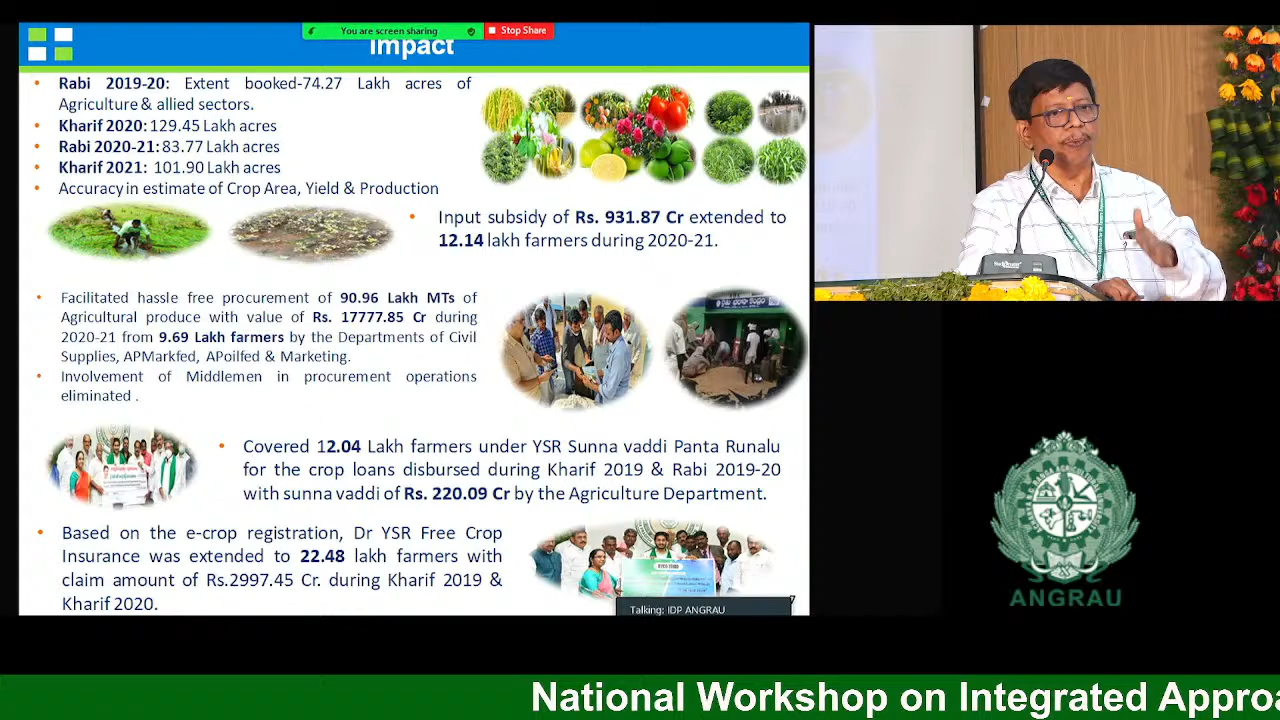 You are screen sharing
Stop Share
Impact
• Rabi 2019-20: Extent booked-74.27 Lakh acres of
Agriculture & allied sectors.
• Kharif 2020: 129.45 Lakh acres
• Rabi 2020-21: 83.77 Lakh acres
• Kharif 2021: 101.90 Lakh acres
• Accuracy in estimate of Crop Area, Yield & Production
• Input subsidy of Rs. 931.87 Cr extended to
12.14 lakh farmers during 2020-21.
• Facilitated hassle free procurement of 90.96 Lakh MTs of
Agricultural produce with value of Rs. 17777.85 Cr during
2020-21 from 9.69 Lakh farmers by the Departments of Civil
Supplies, APMarkfed, APoilfed & Marketing.
• Involvement of Middlemen in procurement operations
eliminated .
• Covered 12.04 Lakh farmers under YSR Sunna vaddi Panta Runalu
for the crop loans disbursed during Kharif 2019 & Rabi 2019-20
with sunna vaddi of Rs. 220.09 Cr by the Agriculture Department.
• Based on the e-crop registration, Dr YSR Free Crop
Insurance was extended to 22.48 lakh farmers with
claim amount of Rs.2997.45 Cr. during Kharif 2019 &
Kharif 2020.
Talking: IDP ANGRAU
ANGRAU
National Workshop on Integrated Appro